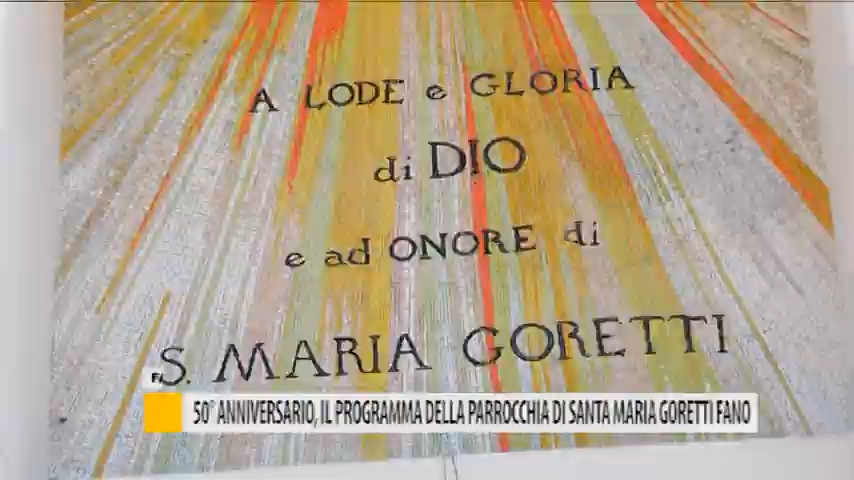 A LODE e GLORIA
di DIO
e ad ONORE di
S. MARIA GORETTI
50° ANNIVERSARIO, IL PROGRAMMA DELLA PARROCCHIA DI SANTA MARIA GORETTI FANO